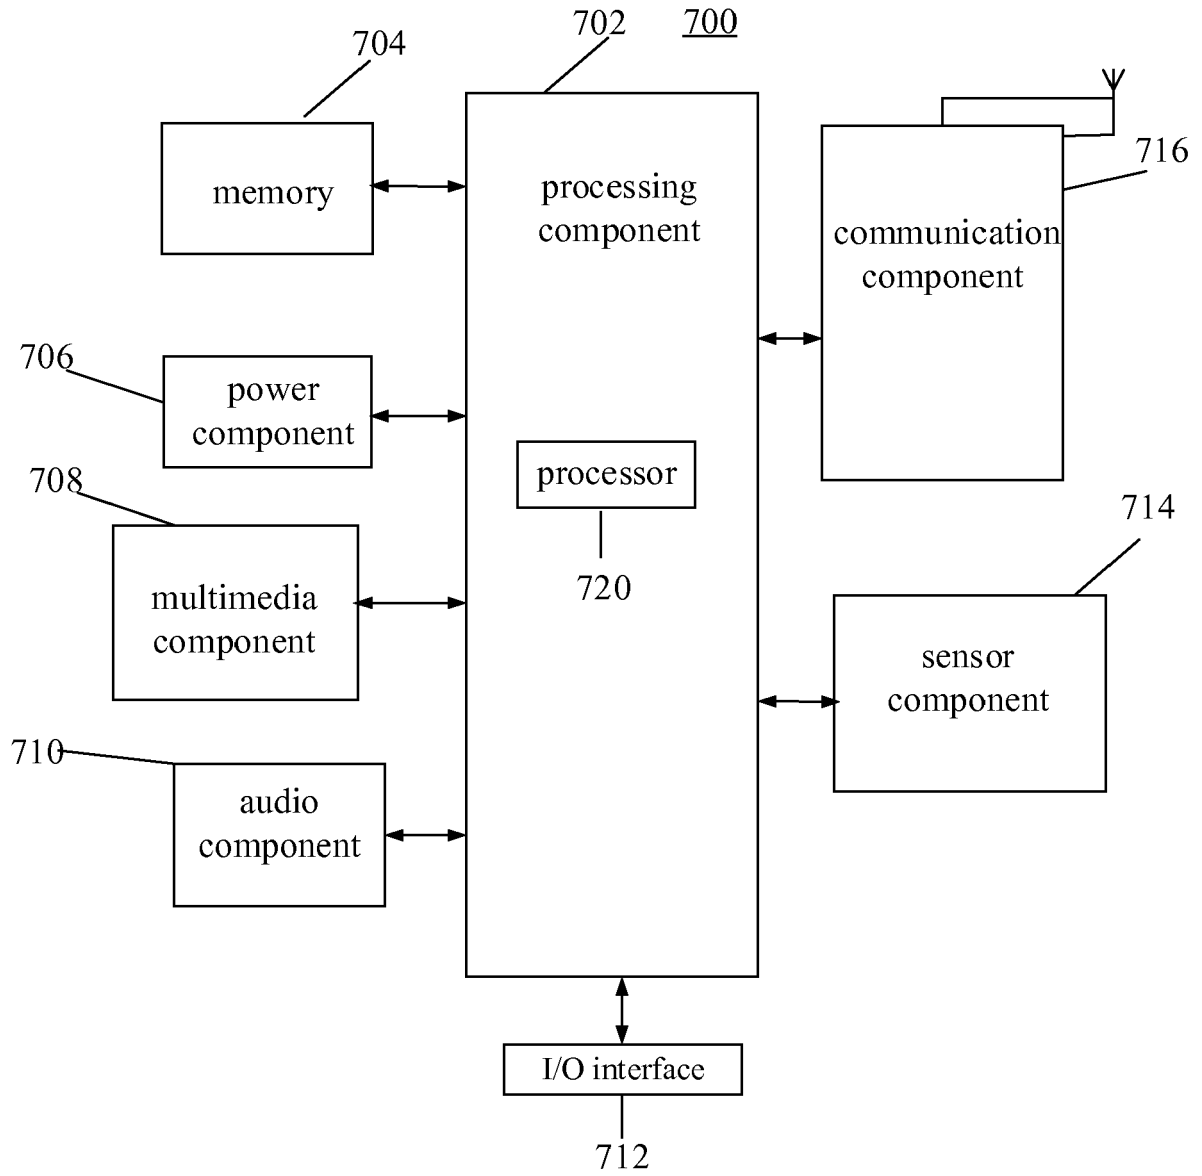 702
700
704
memory
processing
component
716
communication
component
706
power
component
processor
720
708
multimedia
component
714
sensor
component
710
audio
component
I/O interface
712